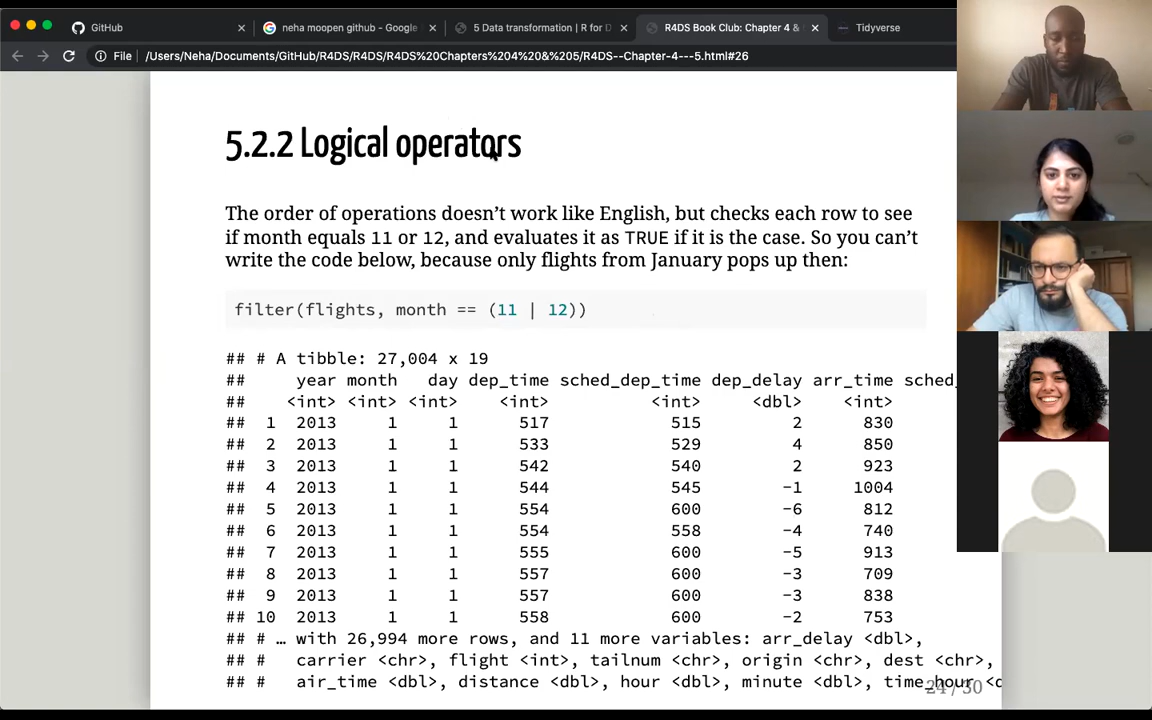 GitHub
neha moopen github - Google
5 Data transformation | R for D
R4DS Book Club: Chapter 4 &
Tidyverse
File | /Users/Neha/Documents/GitHub/R4DS/R4DS/R4DS%20Chapters%204%20&%205/R4DS--Chapter-4---5.html#26
5.2.2 Logical operators
The order of operations doesn’t work like English, but checks each row to see
if month equals 11 or 12, and evaluates it as TRUE if it is the case. So you can’t
write the code below, because only flights from January pops up then:
filter(flights, month == (11 | 12))
## # A tibble: 27,004 x 19
## year month day dep_time sched_dep_time dep_delay arr_time sched_
## <int> <int> <int> <int> <int> <dbl> <int>
## 1 2013 1 1 517 515 2 830
## 2 2013 1 1 533 529 4 850
## 3 2013 1 1 542 540 2 923
## 4 2013 1 1 544 545 -1 1004
## 5 2013 1 1 554 600 -6 812
## 6 2013 1 1 554 558 -4 740
## 7 2013 1 1 555 600 -5 913
## 8 2013 1 1 557 600 -3 709
## 9 2013 1 1 557 600 -3 838
## 10 2013 1 1 558 600 -2 753
## # … with 26,994 more rows, and 11 more variables: arr_delay <dbl>,
## # carrier <chr>, flight <int>, tailnum <chr>, origin <chr>, dest <chr>,
## # air_time <dbl>, distance <dbl>, hour <dbl>, minute <dbl>, time_hour <d
24 / 30